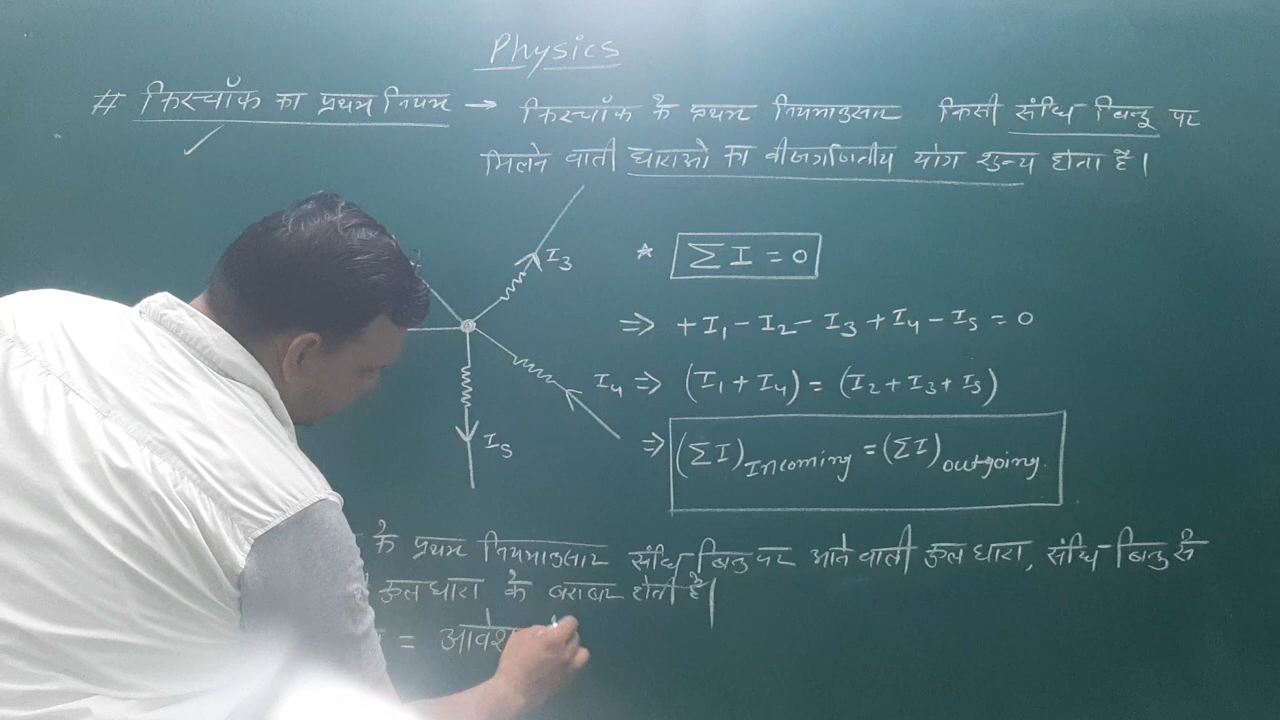 Physics
# किरचॉफ का प्रथम नियम → किरचॉफ के प्रथम नियमानुसार किसी संधि बिन्दु पर
मिलने वाली धाराओ का बीजगणितीय योग शुन्य होता है।
I3
* ΣI = 0
⇒ +I1 - I2 - I3 + I4 - I5 = 0
I4 ⇒ (I1 + I4) = (I2 + I3 + I5)
I5
⇒ (ΣI)Incoming = (ΣI)outgoing
के प्रथम नियमानुसार संधि बिन्दु पर आने वाली कुल धारा, संधि-बिन्दु से
कुल धारा के बराबर होती है।
=